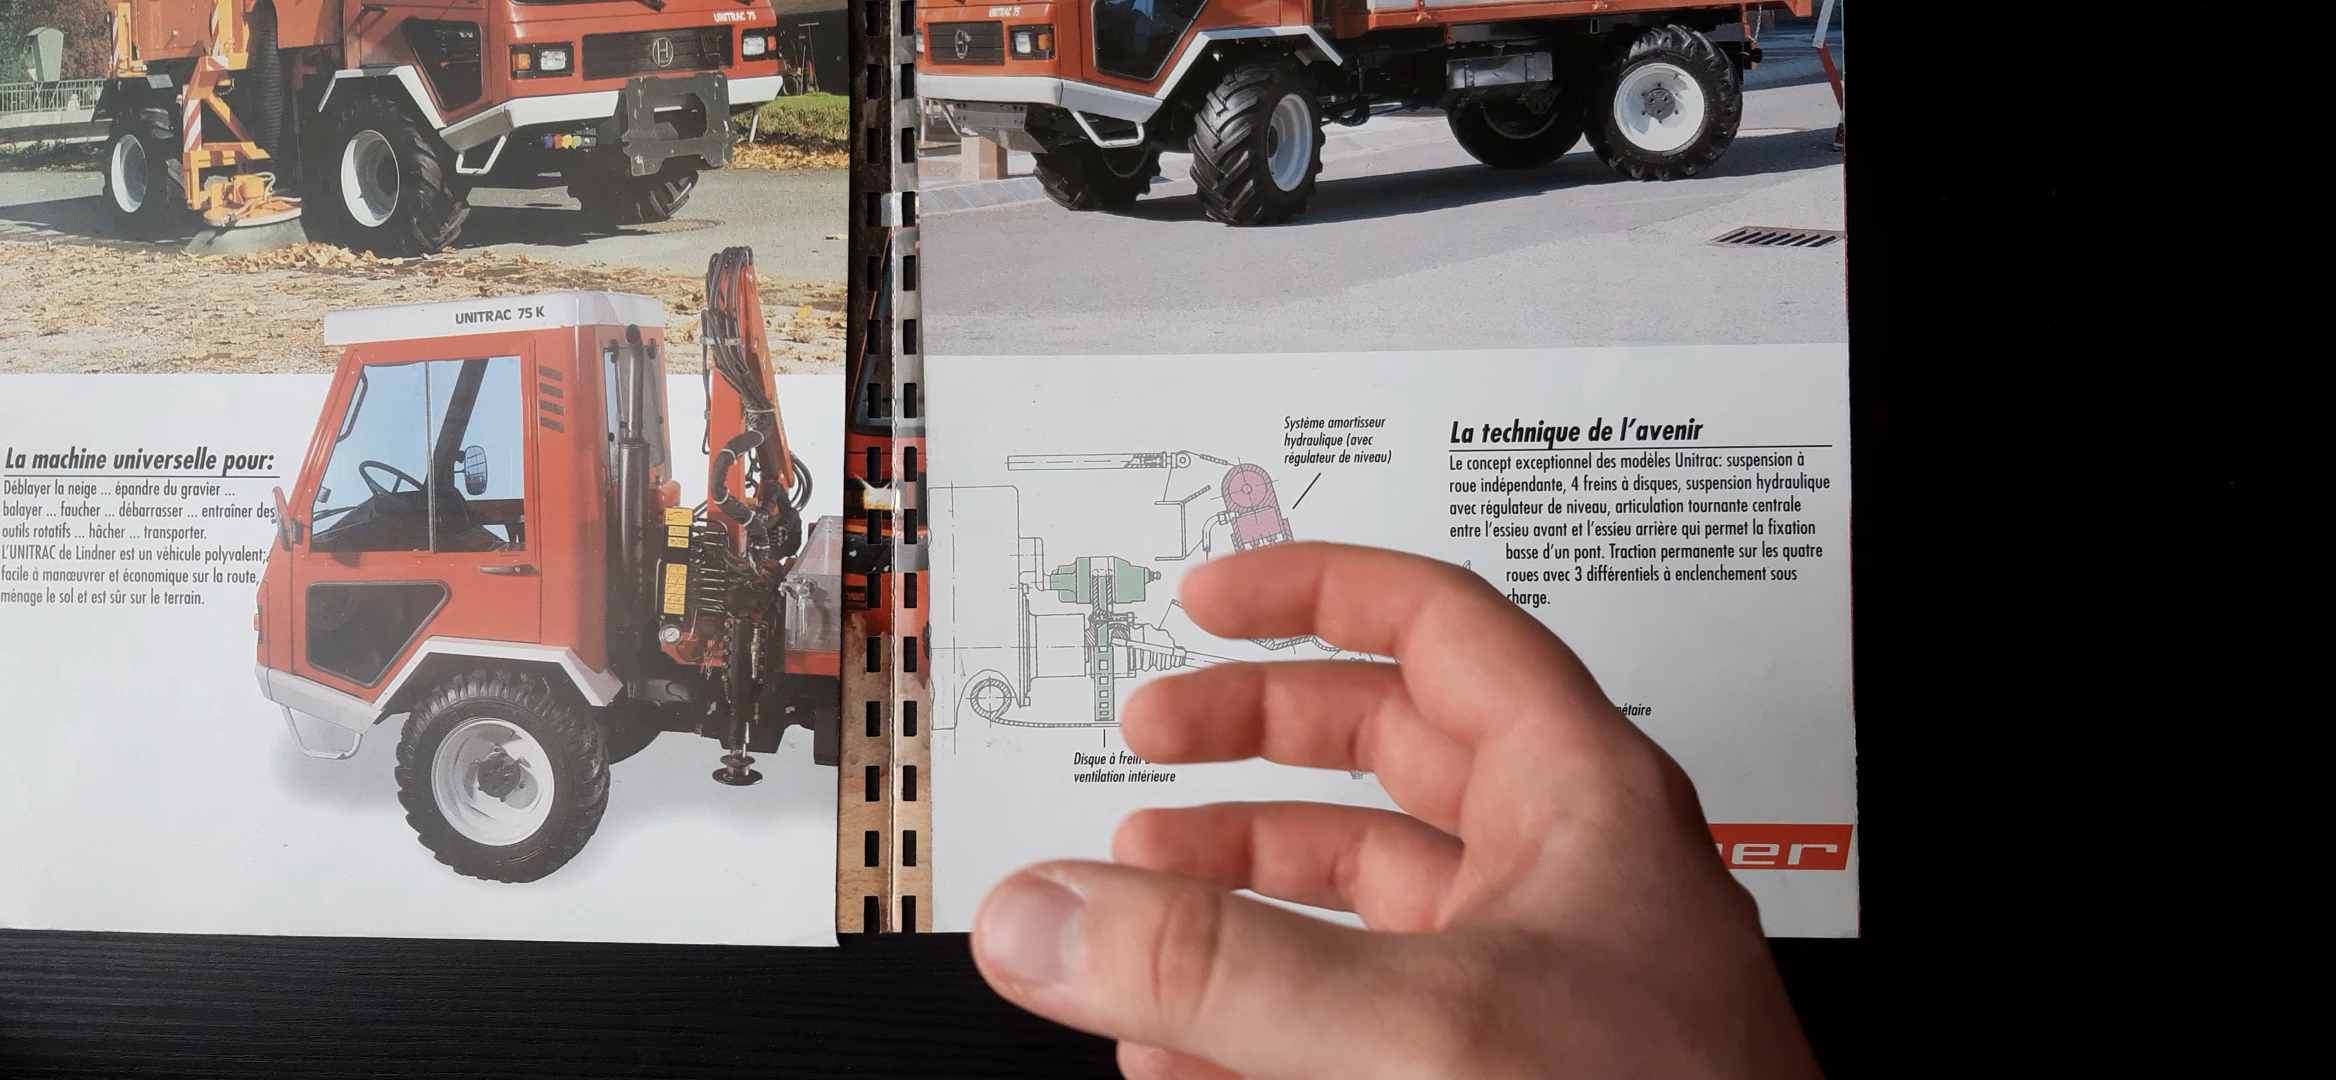 UNITRAC 75
UNITRAC 75
UNITRAC 75 K
La machine universelle pour:
Déblayer la neige ... épandre du gravier ...
balayer ... faucher ... débarrasser ... entraîner des
outils rotatifs ... hâcher ... transporter.
L'UNITRAC de Lindner est un véhicule polyvalent;
facile à manœuvrer et économique sur la route,
ménage le sol et est sûr sur le terrain.
Système amortisseur
hydraulique (avec
régulateur de niveau)
Disque à frein
ventilation intérieure
La technique de l'avenir
Le concept exceptionnel des modèles Unitrac: suspension à
roue indépendante, 4 freins à disques, suspension hydraulique
avec régulateur de niveau, articulation tournante centrale
entre l'essieu avant et l'essieu arrière qui permet la fixation
basse d'un pont. Traction permanente sur les quatre
roues avec 3 différentiels à enclenchement sous
charge.
étaire
er